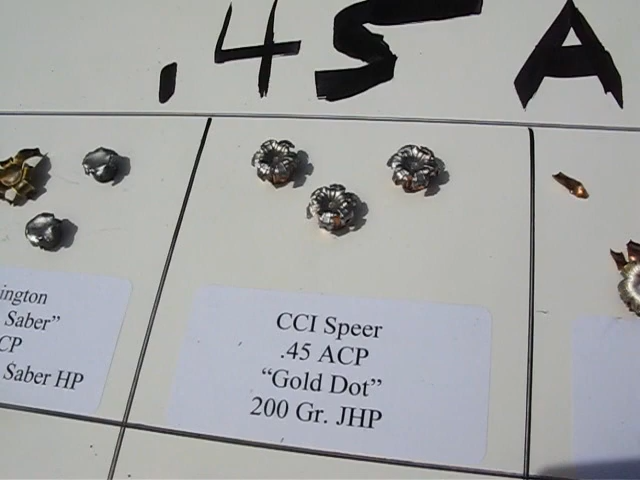 .45 A
ington
Saber”
CP
Saber HP
CCI Speer
.45 ACP
“Gold Dot”
200 Gr. JHP